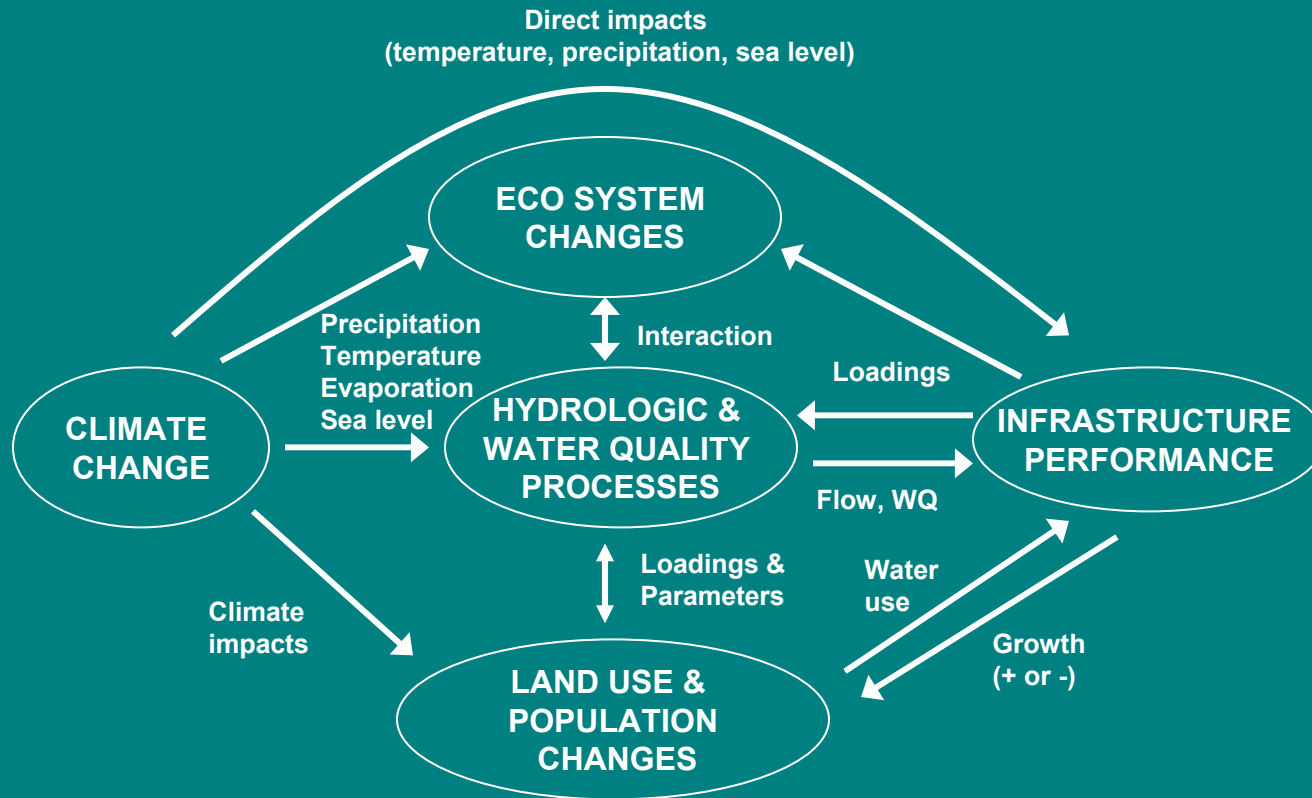 Direct impacts
(temperature, precipitation, sea level)
ECO SYSTEM
CHANGES
Precipitation
Temperature
Evaporation
Sea level
Interaction
Loadings
CLIMATE
CHANGE
HYDROLOGIC &
WATER QUALITY
PROCESSES
INFRASTRUCTURE
PERFORMANCE
Flow, WQ
Loadings &
Parameters
Water
use
Climate
impacts
Growth
(+ or -)
LAND USE &
POPULATION
CHANGES